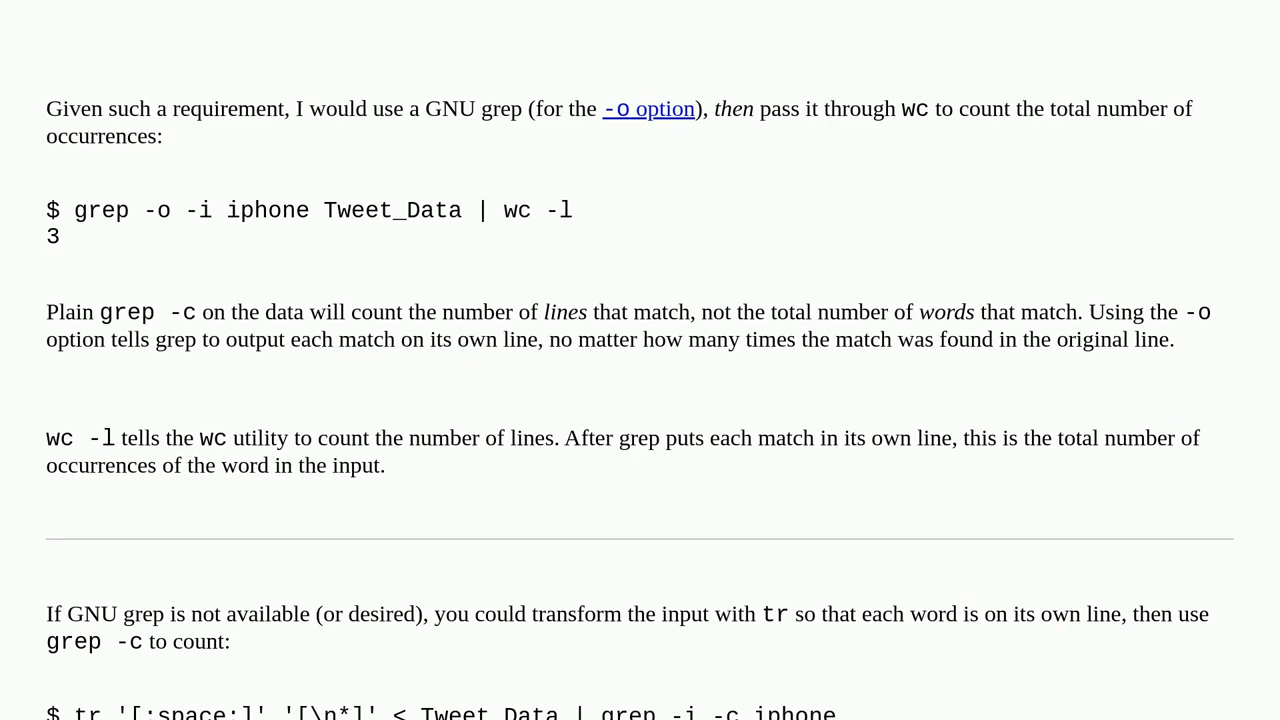 Given such a requirement, I would use a GNU grep (for the -o option), then pass it through wc to count the total number of
occurrences:
$ grep -o -i iphone Tweet_Data | wc -l
3
Plain grep -c on the data will count the number of lines that match, not the total number of words that match. Using the -o
option tells grep to output each match on its own line, no matter how many times the match was found in the original line.
wc -l tells the wc utility to count the number of lines. After grep puts each match in its own line, this is the total number of
occurrences of the word in the input.
If GNU grep is not available (or desired), you could transform the input with tr so that each word is on its own line, then use
grep -c to count:
$ tr '[:space:]' '[\n*]' < Tweet_Data | grep -i -c iphone